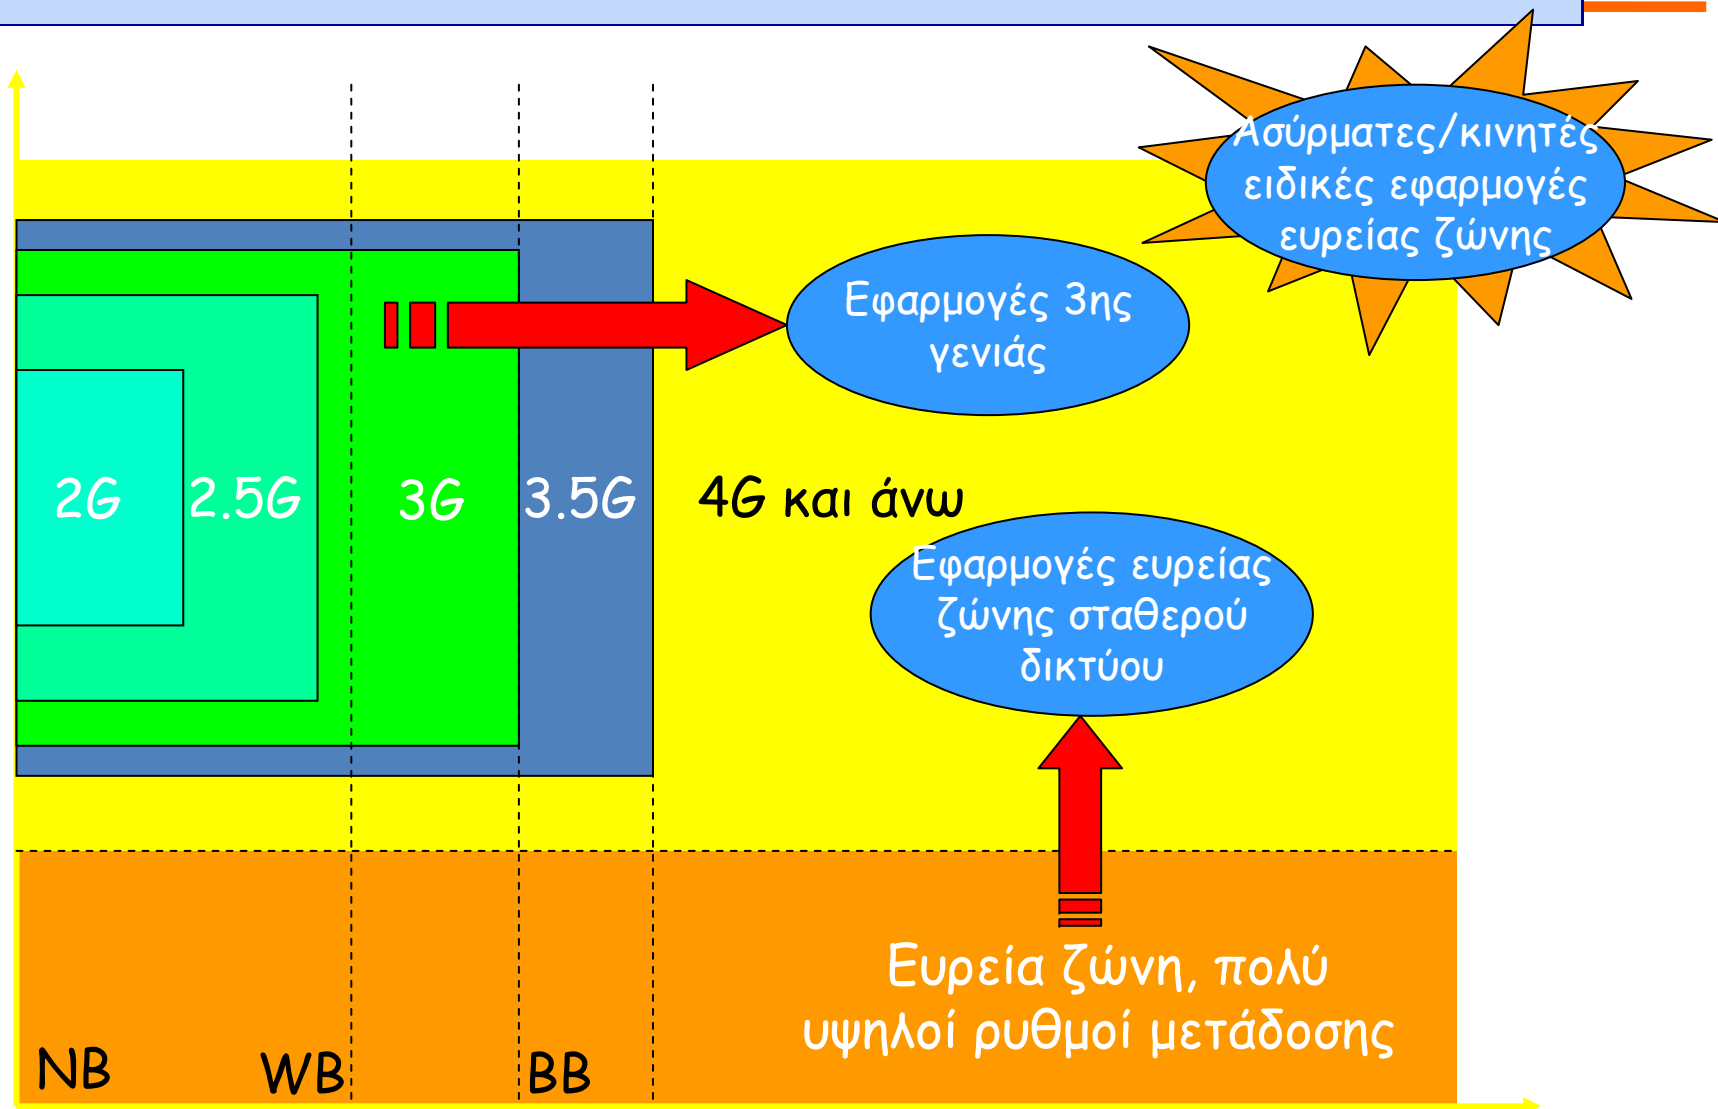 Ασύρματες/κινητές
ειδικές εφαρμογές
ευρείας ζώνης
Εφαρμογές 3ης
γενιάς
2G
2.5G
3G
3.5G
4G και άνω
Εφαρμογές ευρείας
ζώνης σταθερού
δικτύου
Ευρεία ζώνη, πολύ
υψηλοί ρυθμοί μετάδοσης
NB
WB
BB